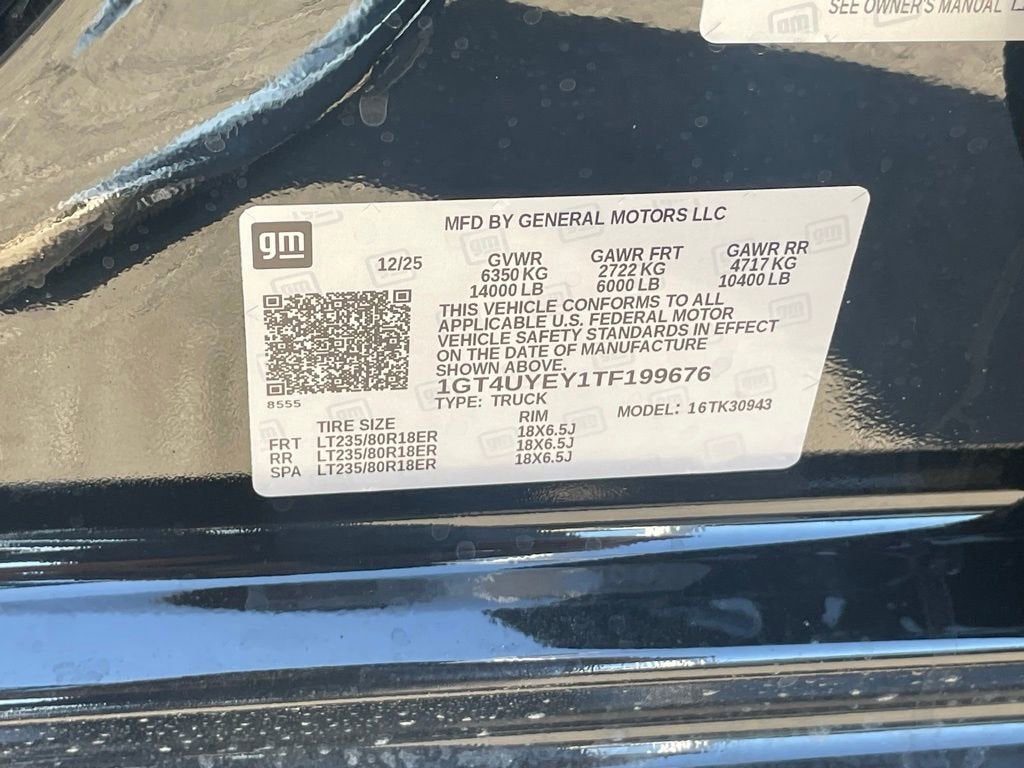 SEE OWNER'S MANUAL
gm
MFD BY GENERAL MOTORS LLC
12/25
GVWR GAWR FRT GAWR RR
6350 KG 2722 KG 4717 KG
14000 LB 6000 LB 10400 LB
THIS VEHICLE CONFORMS TO ALL
APPLICABLE U.S. FEDERAL MOTOR
VEHICLE SAFETY STANDARDS IN EFFECT
ON THE DATE OF MANUFACTURE
SHOWN ABOVE.
8555
1GT4UYEY1TF199676
TYPE: TRUCK MODEL: 16TK30943
TIRE SIZE RIM
FRT LT235/80R18ER 18X6.5J
RR LT235/80R18ER 18X6.5J
SPA LT235/80R18ER 18X6.5J